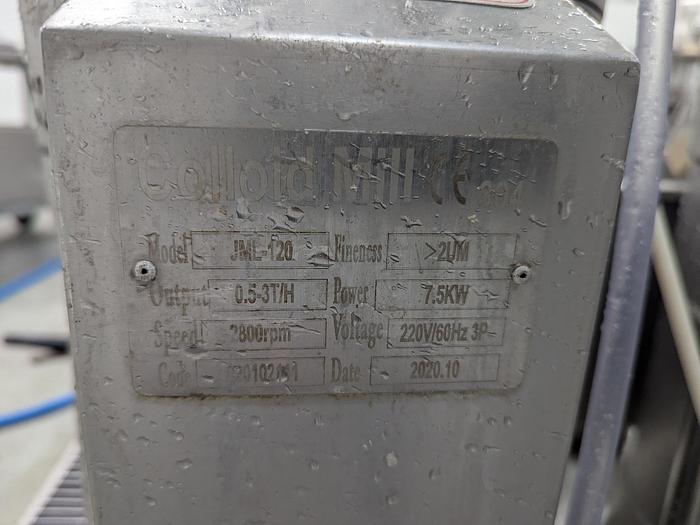 Colloid Mill CE
Model JML-120 Fineness >2UM
Output 0.5-3T/H Power 7.5KW
Speed 2800rpm Voltage 220V/60Hz 3P
Code Date 2020.10